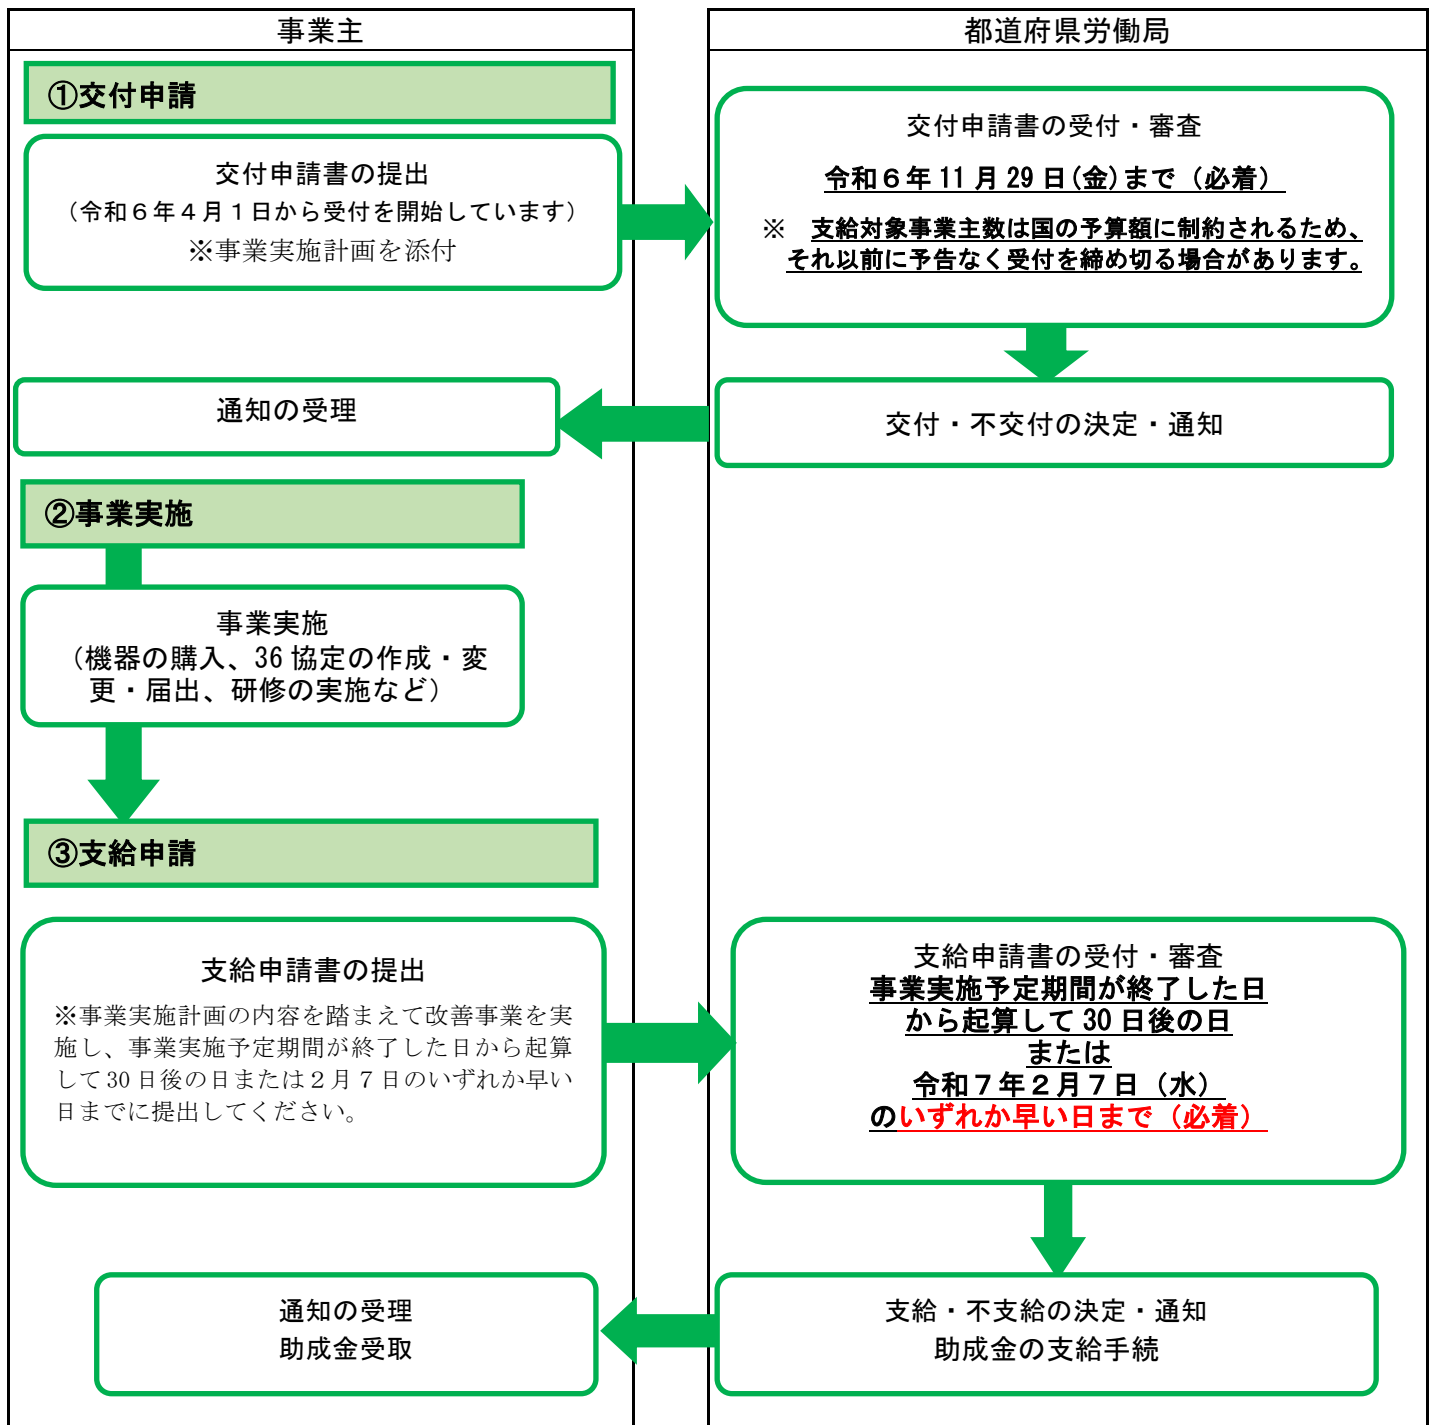 事業主
都道府県労働局
①交付申請
交付申請書の提出
（令和６年４月１日から受付を開始しています）
※事業実施計画を添付
交付申請書の受付・審査
令和６年 11 月 29 日(金)まで（必着）
※　支給対象事業主数は国の予算額に制約されるため、
それ以前に予告なく受付を締め切る場合があります。
通知の受理
交付・不交付の決定・通知
②事業実施
事業実施
（機器の購入、36 協定の作成・変
更・届出、研修の実施など）
③支給申請
支給申請書の提出
※事業実施計画の内容を踏まえて改善事業を実
施し、事業実施予定期間が終了した日から起算
して 30 日後の日または２月７日のいずれか早い
日までに提出してください。
支給申請書の受付・審査
事業実施予定期間が終了した日
から起算して 30 日後の日
または
令和７年２月７日（水）
のいずれか早い日まで（必着）
通知の受理
助成金受取
支給・不支給の決定・通知
助成金の支給手続